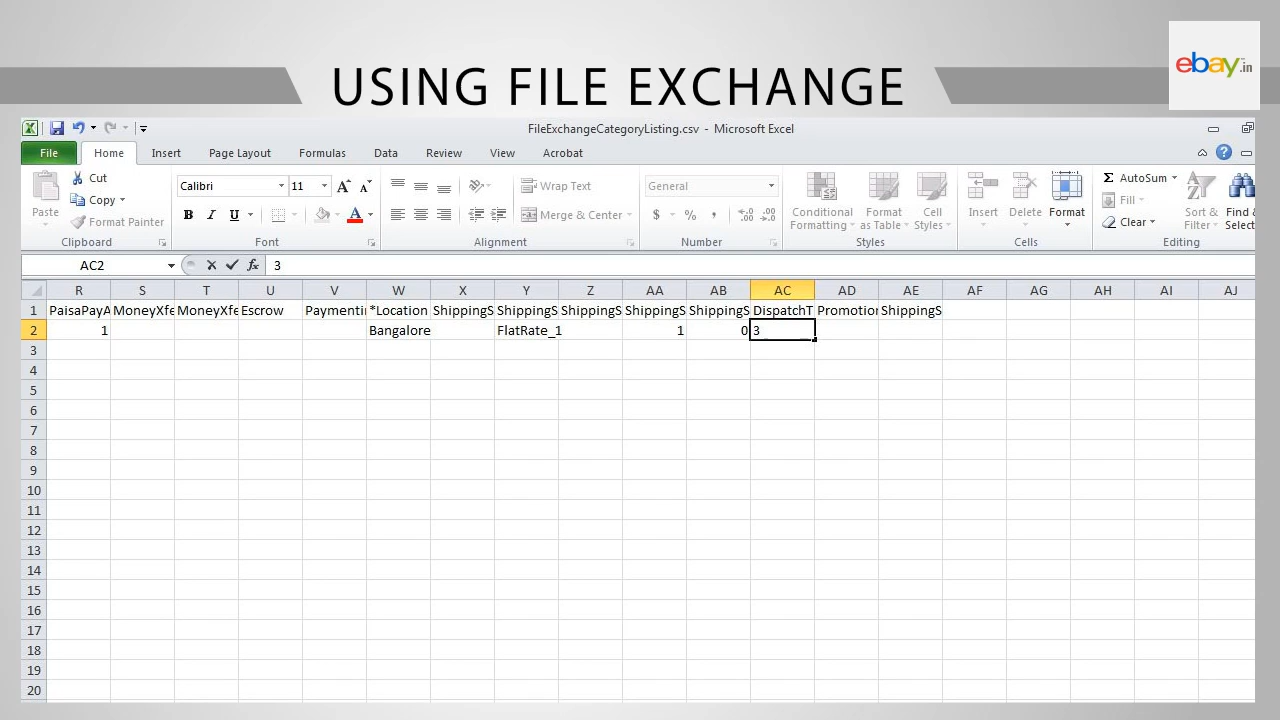 USING FILE EXCHANGE
ebay.in
FileExchangeCategoryListing.csv - Microsoft Excel
File Home Insert Page Layout Formulas Data Review View Acrobat
Paste
Cut
Copy
Format Painter
Clipboard
Calibri 11
B I U
Font
Wrap Text
Merge & Center
Alignment
General
$ % ,
Number
Conditional Formatting
Format as Table
Cell Styles
Styles
Insert Delete Format
Cells
AutoSum
Fill
Clear
Sort & Filter
Find & Select
Editing
AC2 fx 3
R S T U V W X Y Z AA AB AC AD AE AF AG AH AI AJ
1 PaisaPayA MoneyXfe MoneyXfe Escrow Paymentin *Location ShippingS ShippingS ShippingS ShippingS ShippingS DispatchT Promotion ShippingS
2 1 Bangalore FlatRate_1 1 0 3
3
4
5
6
7
8
9
10
11
12
13
14
15
16
17
18
19
20